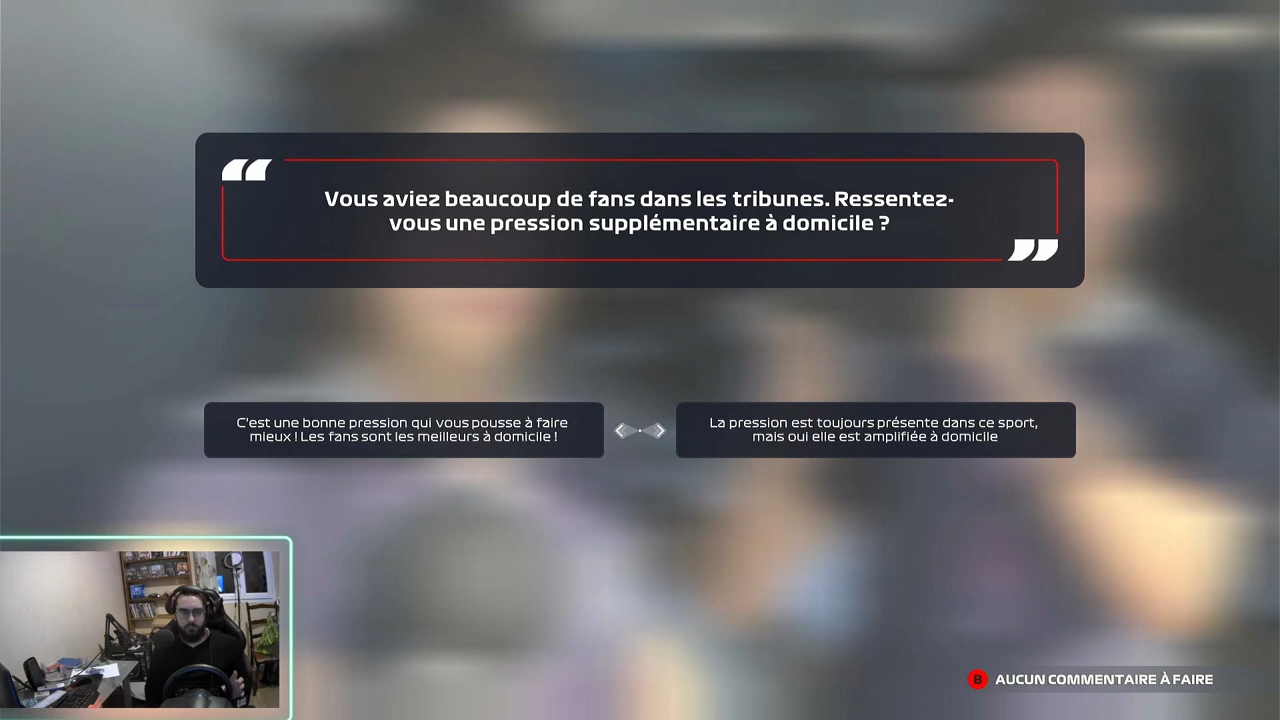 Vous aviez beaucoup de fans dans les tribunes. Ressentez-
vous une pression supplémentaire à domicile ?
C'est une bonne pression qui vous pousse à faire
mieux ! Les fans sont les meilleurs à domicile !
La pression est toujours présente dans ce sport,
mais oui elle est amplifiée à domicile
B AUCUN COMMENTAIRE À FAIRE